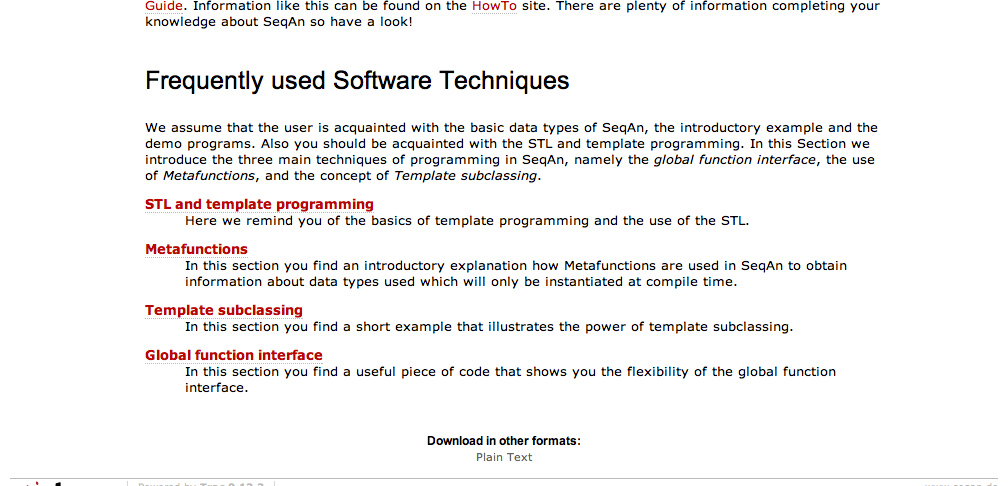 Guide. Information like this can be found on the HowTo site. There are plenty of information completing your
knowledge about SeqAn so have a look!
Frequently used Software Techniques
We assume that the user is acquainted with the basic data types of SeqAn, the introductory example and the
demo programs. Also you should be acquainted with the STL and template programming. In this Section we
introduce the three main techniques of programming in SeqAn, namely the global function interface, the use
of Metafunctions, and the concept of Template subclassing.
STL and template programming
Here we remind you of the basics of template programming and the use of the STL.
Metafunctions
In this section you find an introductory explanation how Metafunctions are used in SeqAn to obtain
information about data types used which will only be instantiated at compile time.
Template subclassing
In this section you find a short example that illustrates the power of template subclassing.
Global function interface
In this section you find a useful piece of code that shows you the flexibility of the global function
interface.
Download in other formats:
Plain Text